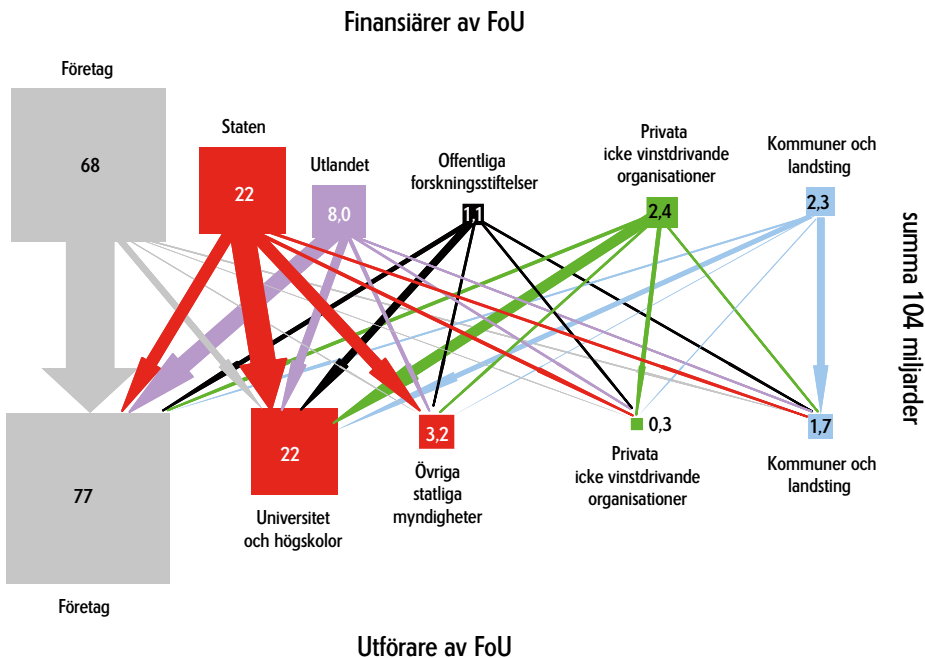 Finansiärer av FoU
Företag
68
Staten
22
Utlandet
8,0
Offentliga
forskningsstiftelser
1,1
Privata
icke vinstdrivande
organisationer
2,4
Kommuner och
landsting
2,3
summa 104 miljarder
77
Företag
22
Universitet
och högskolor
3,2
Övriga
statliga
myndigheter
0,3
Privata
icke vinstdrivande
organisationer
1,7
Kommuner och
landsting
Utförare av FoU